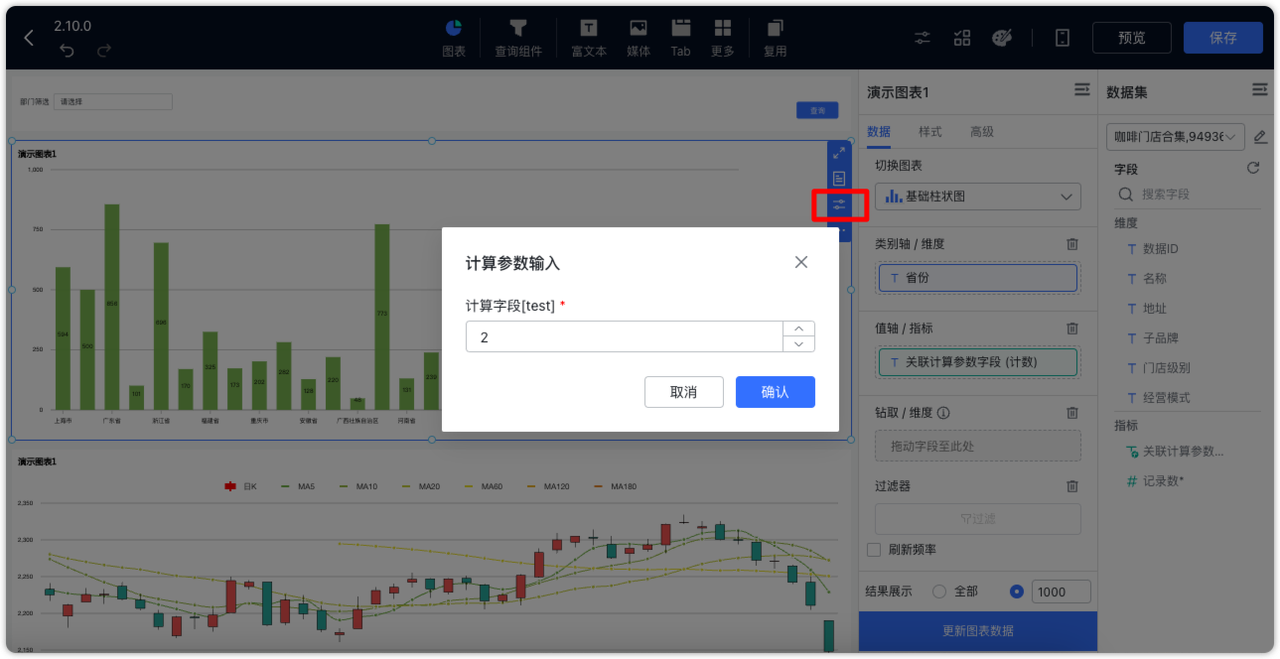 2.10.0
图表
查询组件
富文本
媒体
Tab
更多
复用
预览
保存
部门筛选
请选择
查询
演示图表1
1,000
750
500
250
0
594
500
858
101
696
170
325
173
202
282
128
220
48
773
131
239
上海市
广东省
浙江省
福建省
重庆市
安徽省
广西壮族自治区
河南省
计算参数输入
计算字段[test] *
2
取消
确认
演示图表1
日K
MA5
MA10
MA20
MA60
MA120
MA180
2,350
2,300
2,250
2,200
2,150
演示图表1
数据
样式
高级
切换图表
基础柱状图
类别轴 / 维度
T 省份
值轴 / 指标
T 关联计算参数字段 (计数)
钻取 / 维度
拖动字段至此处
过滤器
过滤
刷新频率
结果展示
全部
1000
更新图表数据
数据集
咖啡门店合集,94936
字段
搜索字段
维度
T 数据ID
T 名称
T 地址
T 子品牌
T 门店级别
T 经营模式
指标
关联计算参数...
# 记录数*